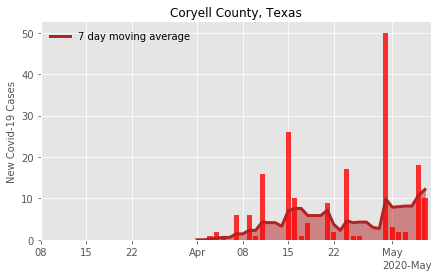 Coryell County, Texas
7 day moving average
New Covid-19 Cases
50
40
30
20
10
0
08 15 22 Apr 08 15 22 May
2020-May